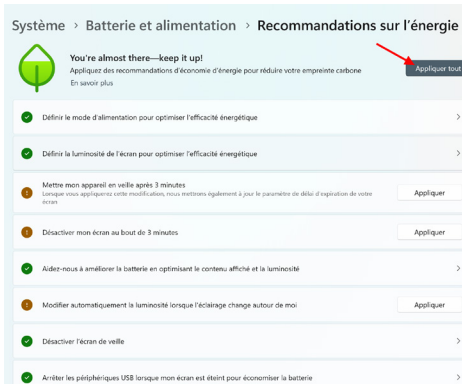 Système > Batterie et alimentation > Recommandations sur l'énergie
You're almost there—keep it up!
Appliquez des recommandations d'économie d'énergie pour réduire votre empreinte carbone
Appliquer tout
En savoir plus
Définir le mode d'alimentation pour optimiser l'efficacité énergétique
Définir la luminosité de l'écran pour optimiser l'efficacité énergétique
Mettre mon appareil en veille après 3 minutes
Lorsque vous appliquerez cette modification, nous mettrons également à jour le paramètre de délai d'expiration de votre
écran
Appliquer
Désactiver mon écran au bout de 3 minutes
Appliquer
Aidez-nous à améliorer la batterie en optimisant le contenu affiché et la luminosité
Modifier automatiquement la luminosité lorsque l'éclairage change autour de moi
Appliquer
Désactiver l'écran de veille
Arrêter les périphériques USB lorsque mon écran est éteint pour économiser la batterie